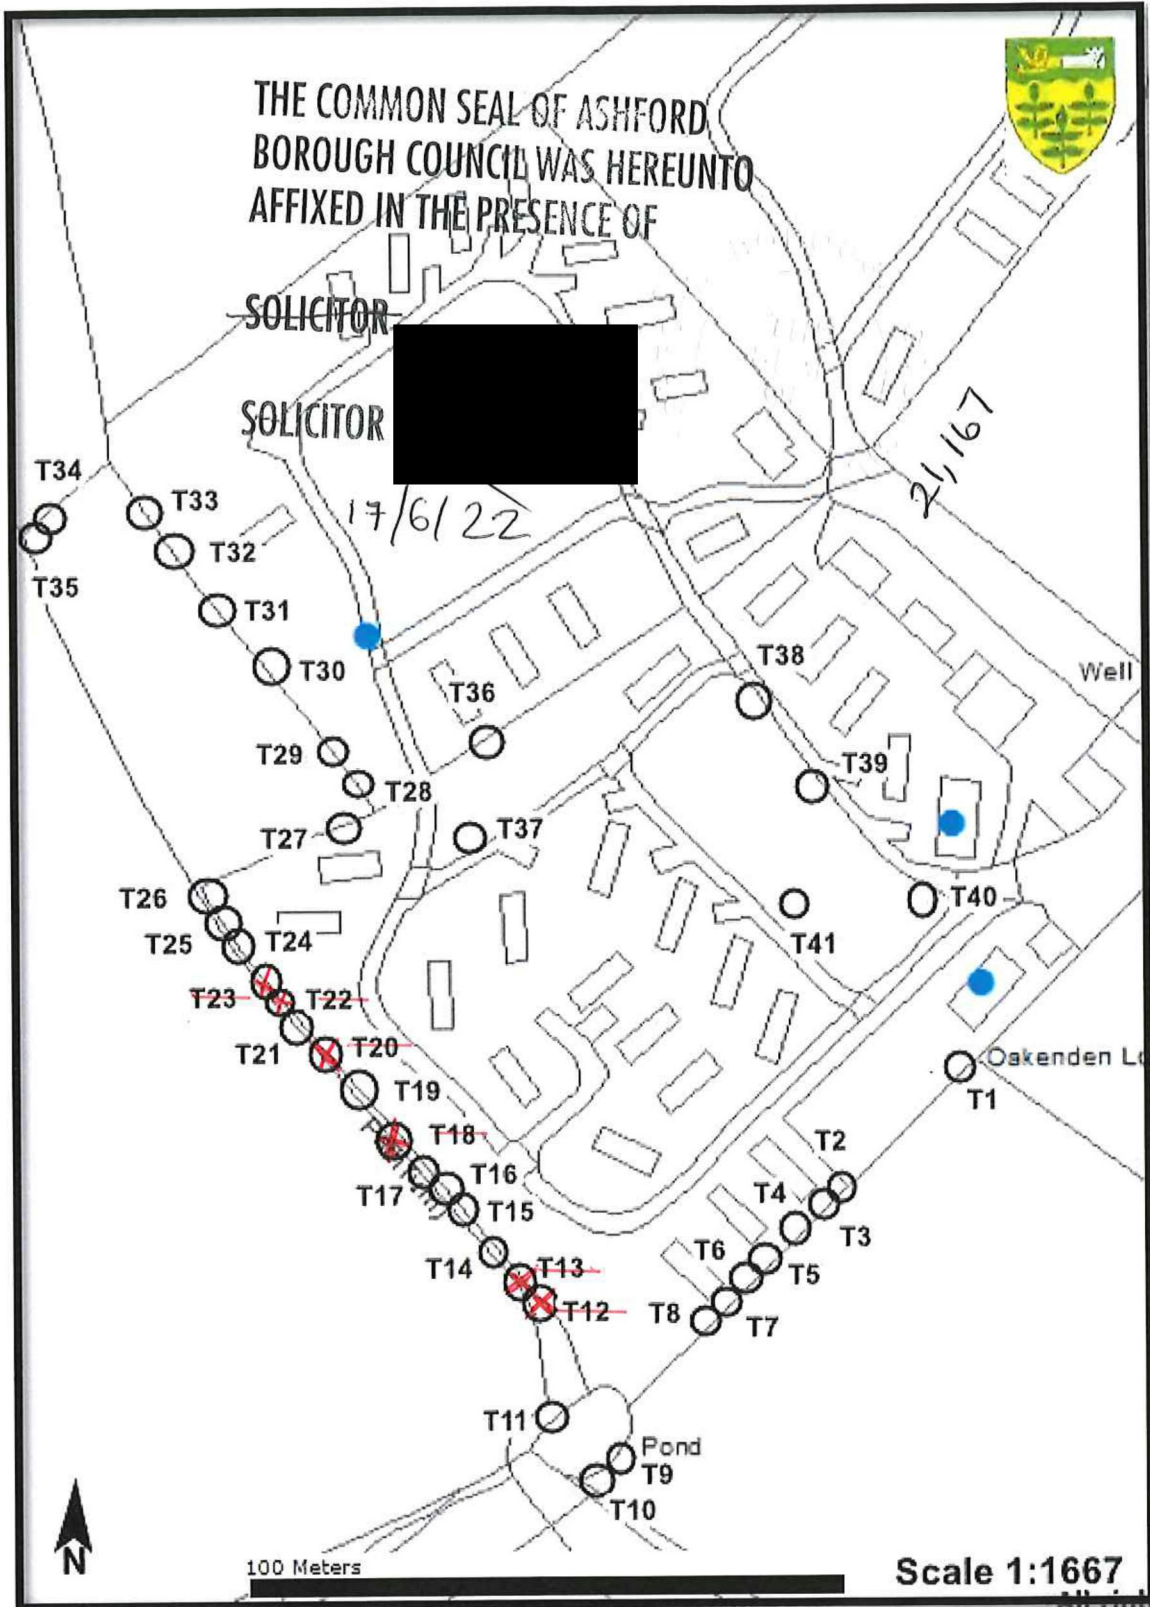 THE COMMON SEAL OF ASHFORD
BOROUGH COUNCIL WAS HEREUNTO
AFFIXED IN THE PRESENCE OF
SOLICITOR
SOLICITOR
17/6/22
21,167
T34
T33
T32
T35
T31
T30
T38
Well
T36
T29
T39
T28
T27
T37
T26
T40
T24
T25
T41
T23
T22
T21
T20
Oakenden
T19
T1
T18
T2
T16
T17
T4
T15
T3
T14
T6
T13
T5
T12
T8
T7
T11
Pond
T9
T10
N
100 Meters
Scale 1:1667